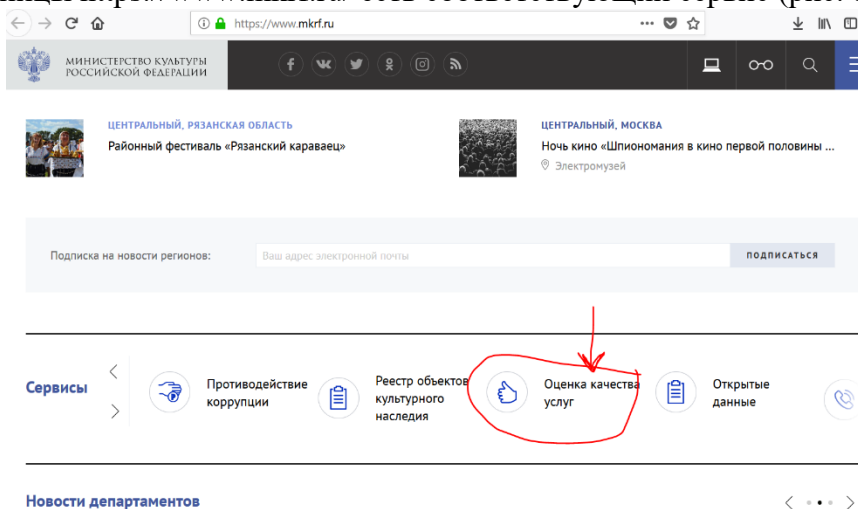 https://www.mkrf.ru
МИНИСТЕРСТВО КУЛЬТУРЫ
РОССИЙСКОЙ ФЕДЕРАЦИИ
ЦЕНТРАЛЬНЫЙ, РЯЗАНСКАЯ ОБЛАСТЬ
Районный фестиваль «Рязанский караваец»
ЦЕНТРАЛЬНЫЙ, МОСКВА
Ночь кино «Шпиономания в кино первой половины ...
Электромузей
Подписка на новости регионов:
Ваш адрес электронной почты
ПОДПИСАТЬСЯ
Сервисы
Противодействие
коррупции
Реестр объектов
культурного
наследия
Оценка качества
услуг
Открытые
данные
Новости департаментов